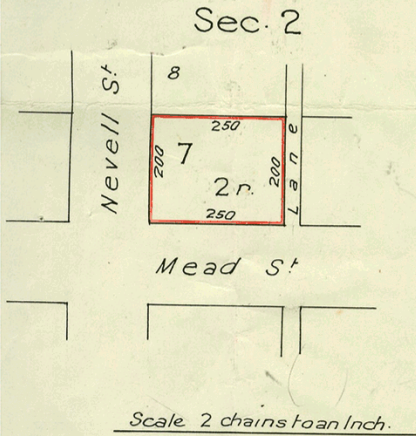 Sec. 2
8
Nevell St
250
200
7
200
2 r.
250
Lane
Mead St
Scale 2 chains to an Inch.